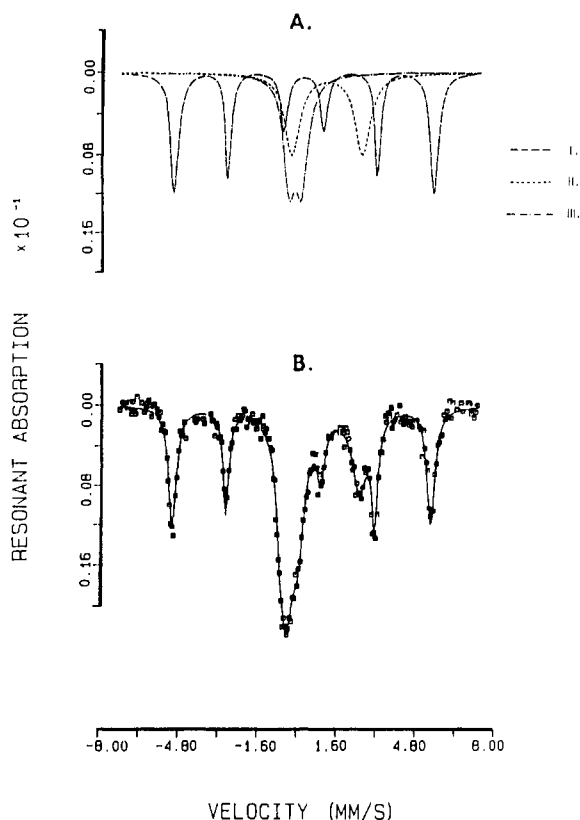 A.
0.00
0.08
0.16
I.
II.
III.
RESONANT ABSORPTION ×10⁻¹
B.
0.00
0.08
0.16
-8.00 -4.80 -1.60 1.60 4.80 8.00
VELOCITY (MM/S)